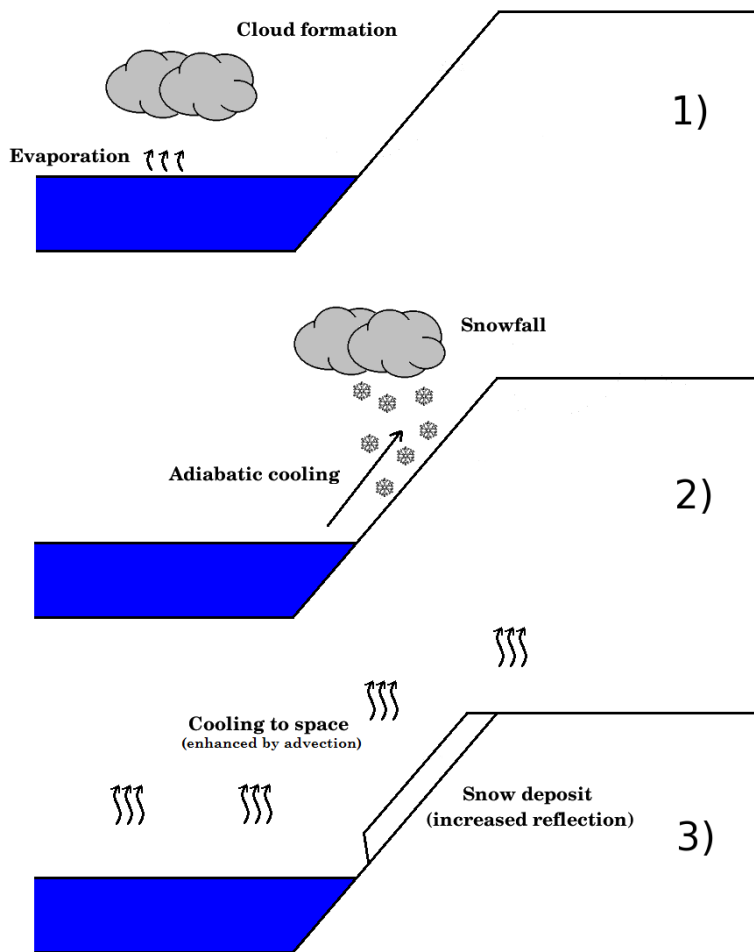 Cloud formation
1)
Evaporation
Snowfall
Adiabatic cooling
2)
Cooling to space
(enhanced by advection)
Snow deposit
(increased reflection)
3)